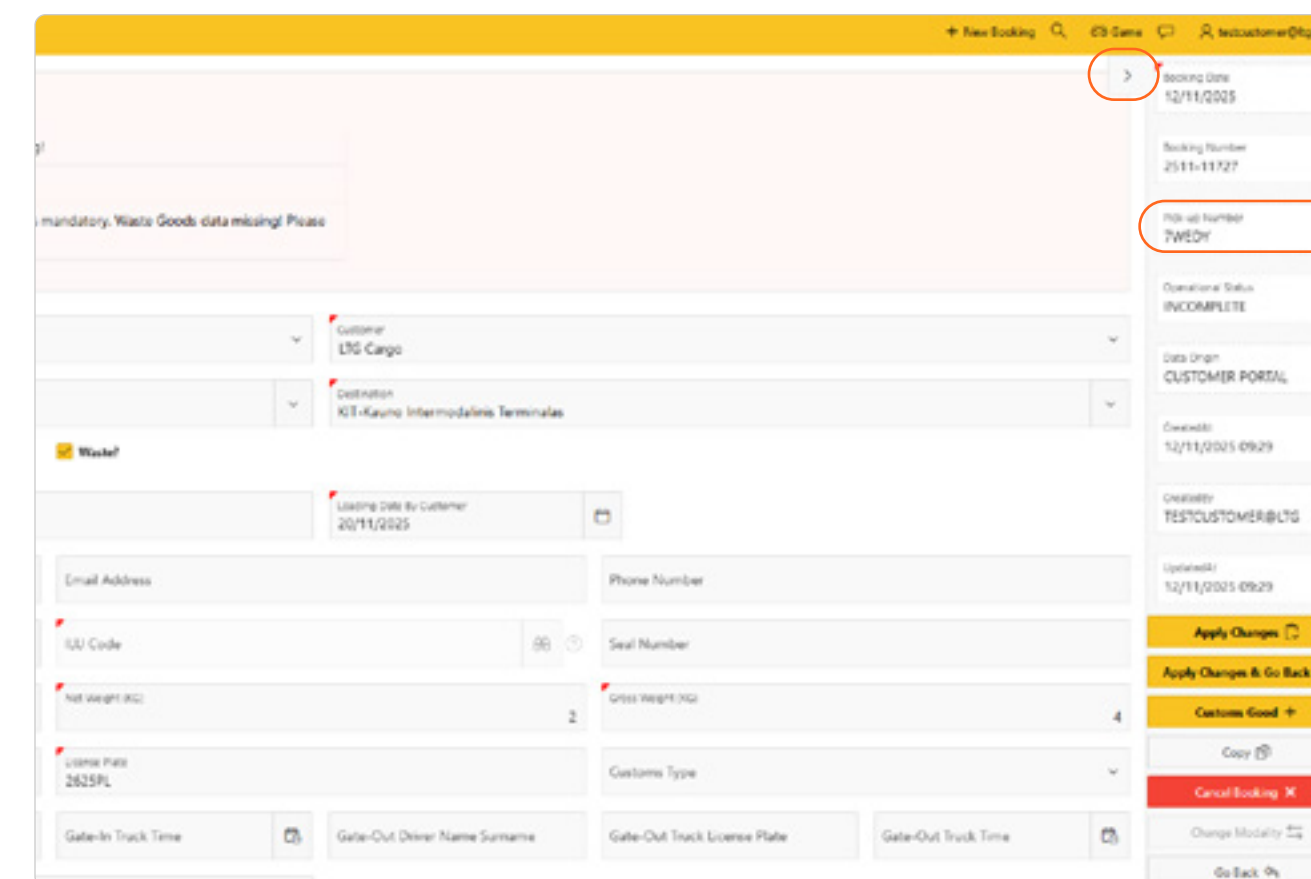 + New Booking
Game
testcustomer@ltg
Booking Date
12/11/2025
Booking Number
2511-11727
g!
mandatory. Waste Goods data missing! Please
Pick-up Number
7WEDY
Operational Status
INCOMPLETE
Customer
LTG Cargo
Data Origin
CUSTOMER PORTAL
Destination
KIT-Kauno Intermodalinis Terminalas
Waste?
CreatedAt
12/11/2025 09:29
Loading Date By Customer
20/11/2025
CreatedBy
TESTCUSTOMER@LTG
Email Address
Phone Number
UpdatedAt
12/11/2025 09:29
ILU Code
Seal Number
Apply Changes
Apply Changes & Go Back
Net Weight (KG)
2
Gross Weight (KG)
4
Customs Good +
Copy
License Plate
2625PL
Customs Type
Cancel Booking X
Gate-In Truck Time
Gate-Out Driver Name Surname
Gate-Out Truck License Plate
Gate-Out Truck Time
Change Modality
Go Back